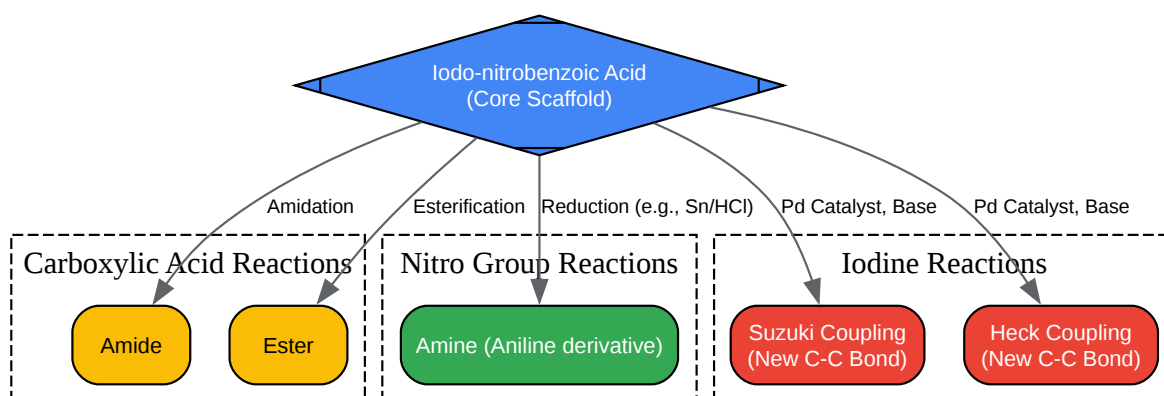 Iodo-nitrobenzoic Acid
(Core Scaffold)
Amidation
Esterification
Reduction (e.g., Sn/HCl)
Pd Catalyst, Base
Pd Catalyst, Base
Carboxylic Acid Reactions
Nitro Group Reactions
Iodine Reactions
Amide
Ester
Amine (Aniline derivative)
Suzuki Coupling
(New C-C Bond)
Heck Coupling
(New C-C Bond)